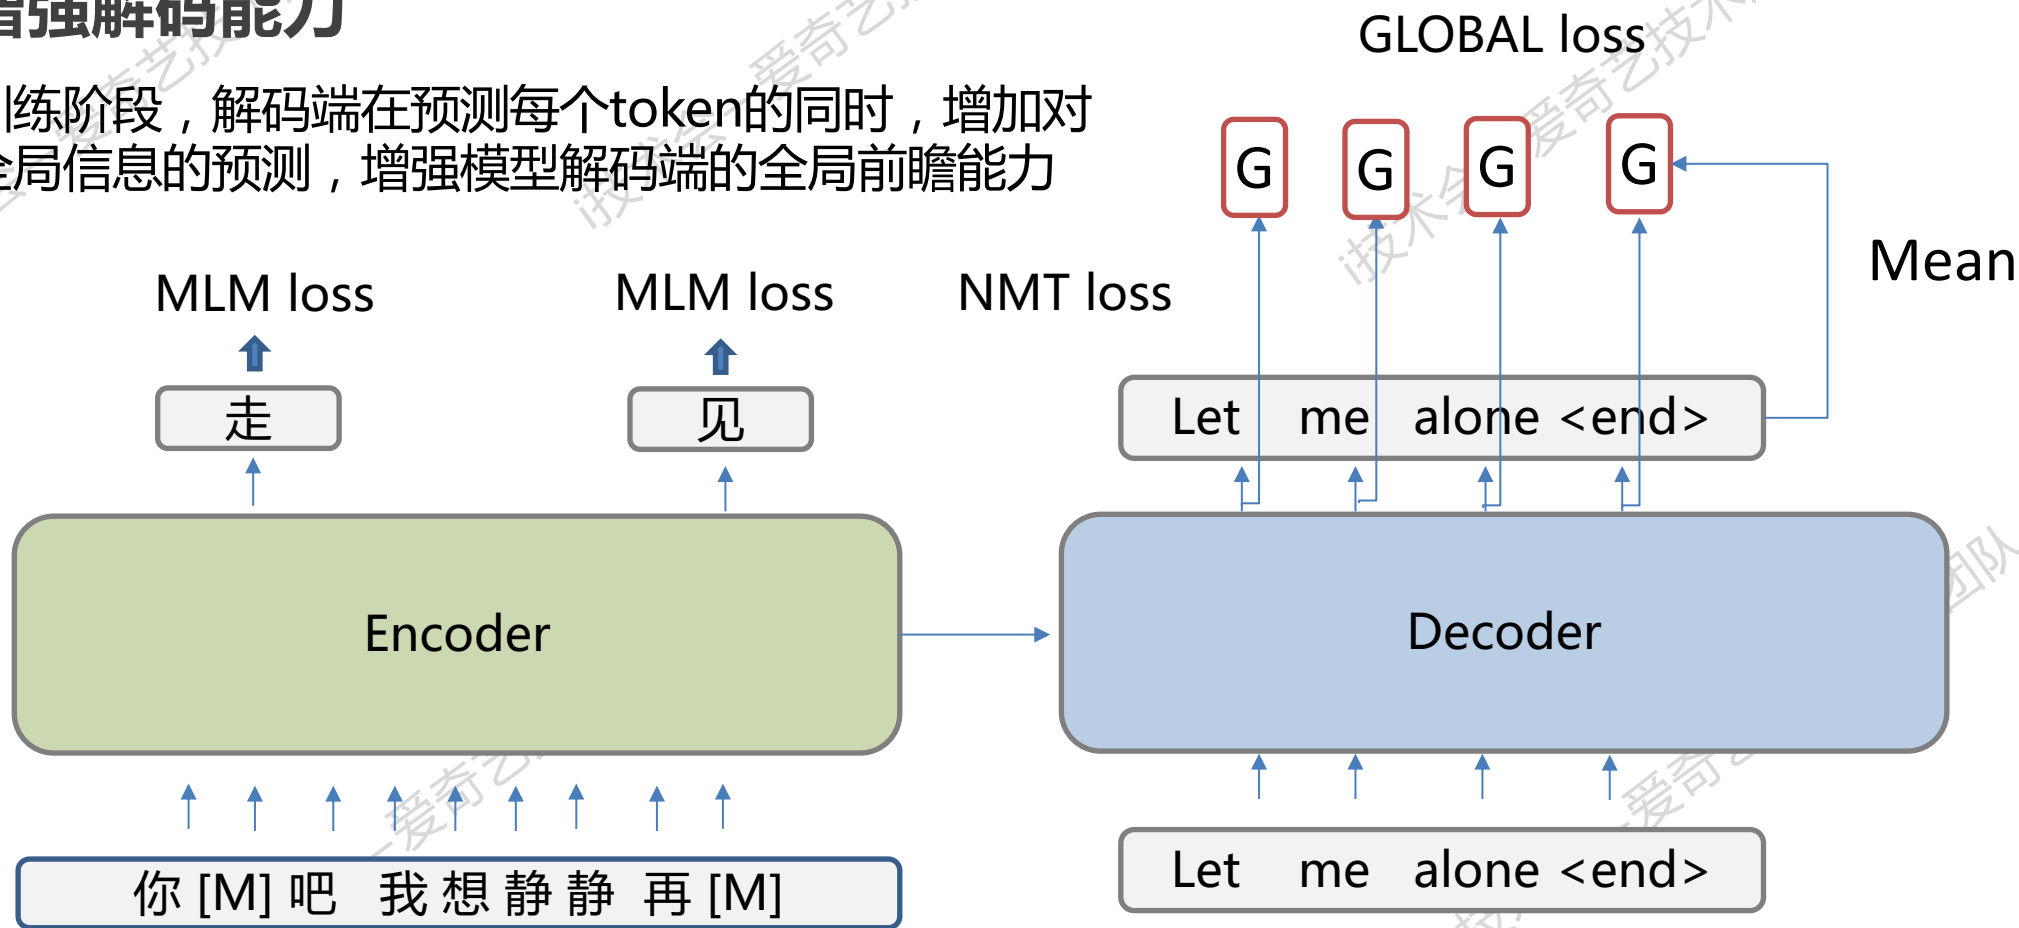 增强解码能力
训练阶段，解码端在预测每个token的同时，增加对
全局信息的预测，增强模型解码端的全局前瞻能力
GLOBAL loss
G G G G
Mean
MLM loss MLM loss NMT loss
走 见
Let me alone <end>
Encoder Decoder
你 [M] 吧 我 想 静 静 再 [M]
Let me alone <end>